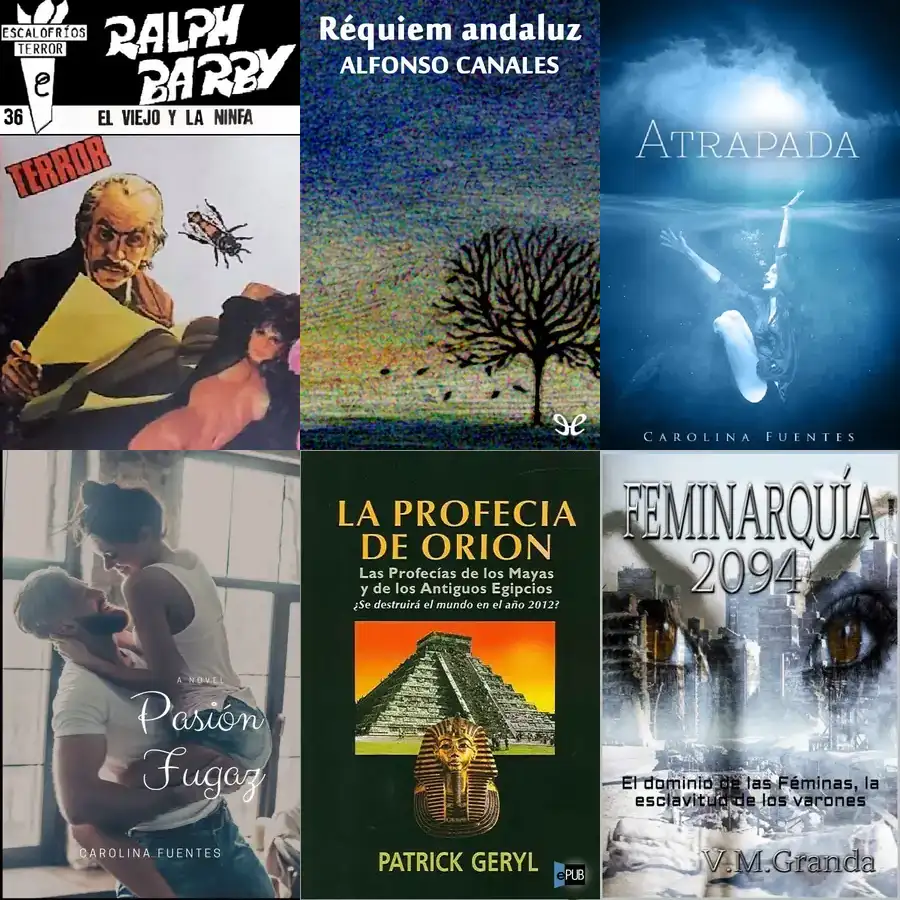 ESCALOFRÍOS
TERROR
e
RALPH
BARBY
36
EL VIEJO Y LA NINFA
TERROR
Réquiem andaluz
ALFONSO CANALES
ATRAPADA
CAROLINA FUENTES
A NOVEL
Pasión
Fugaz
CAROLINA FUENTES
LA PROFECIA
DE ORION
Las Profecías de los Mayas
y de los Antiguos Egipcios
¿Se destruirá el mundo en el año 2012?
PATRICK GERYL
ePUB
FEMINARQUÍA
2094
El dominio de las Féminas, la
esclavitud de los varones
V.M.Granda